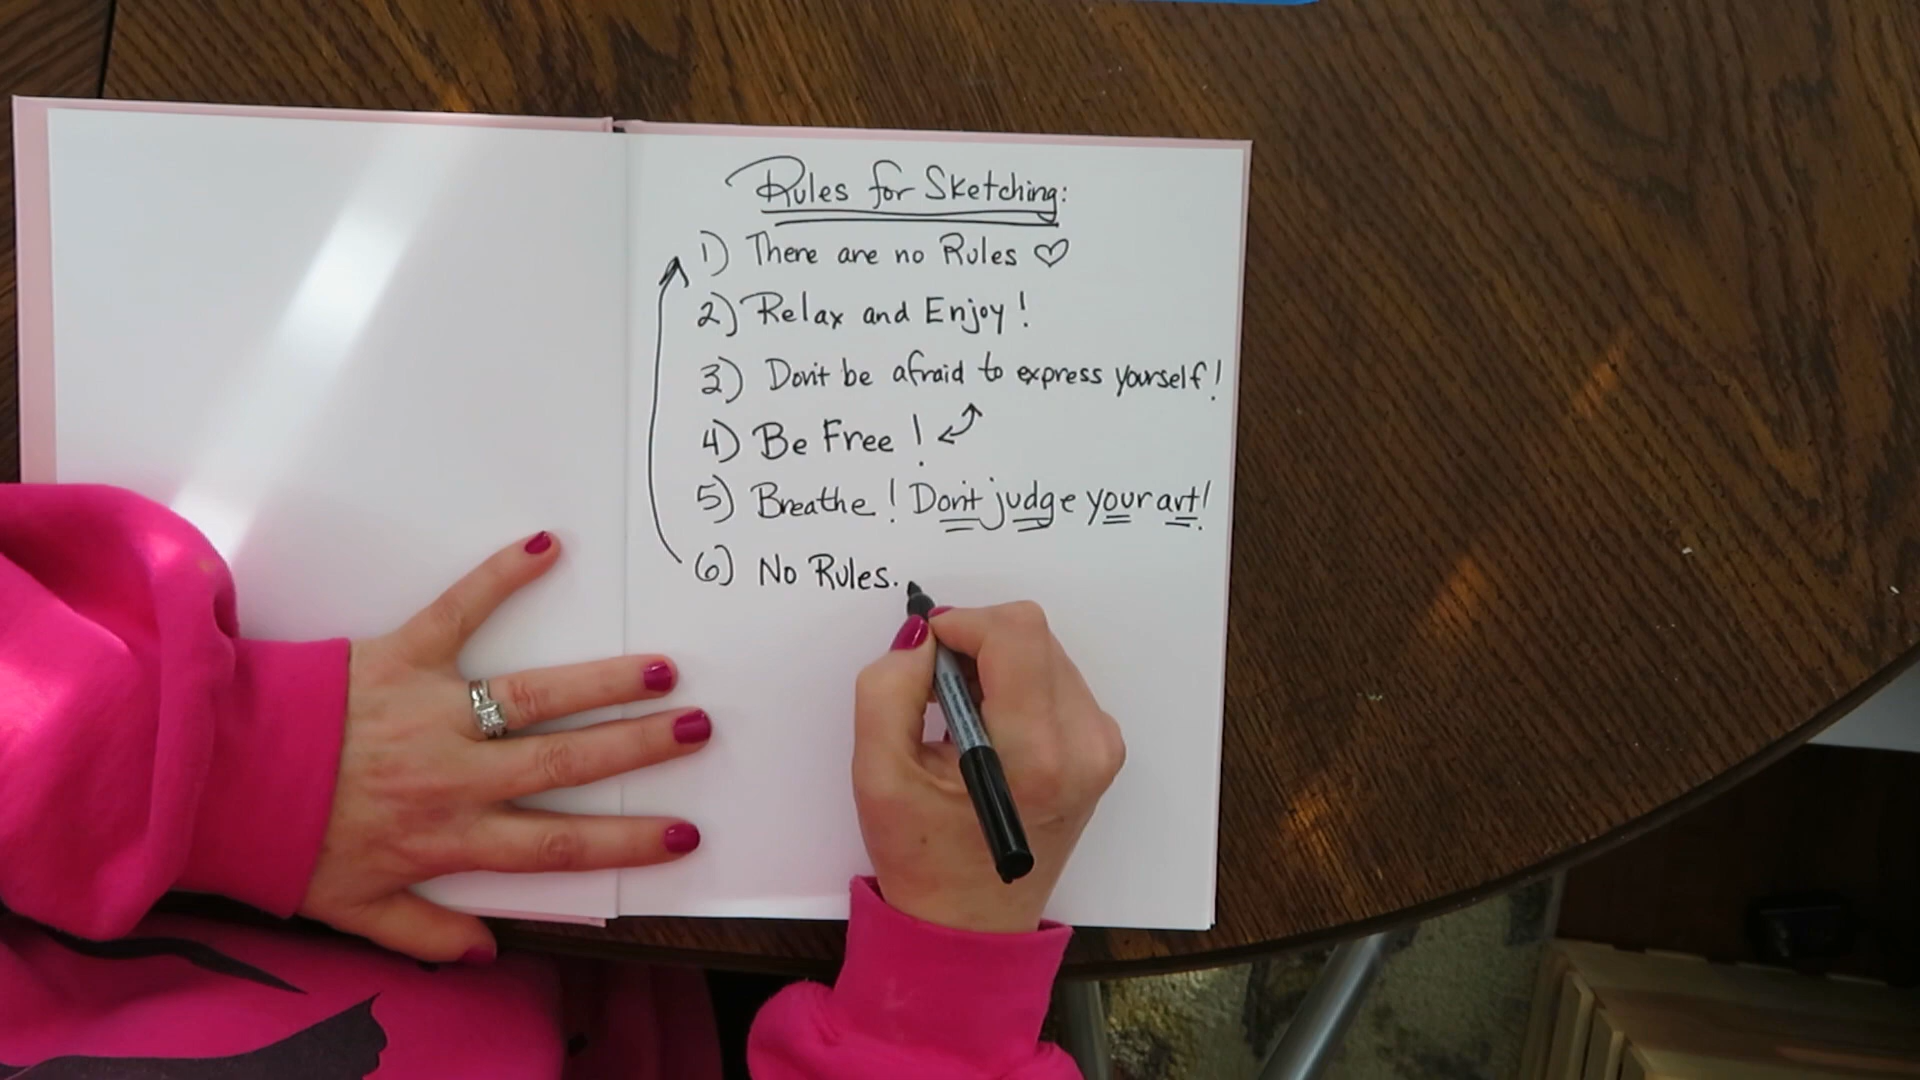 Rules for Sketching:
1) There are no Rules ♡
2) Relax and Enjoy!
3) Don't be afraid to express yourself!
4) Be Free!
5) Breathe! Don't judge your art!
6) No Rules.